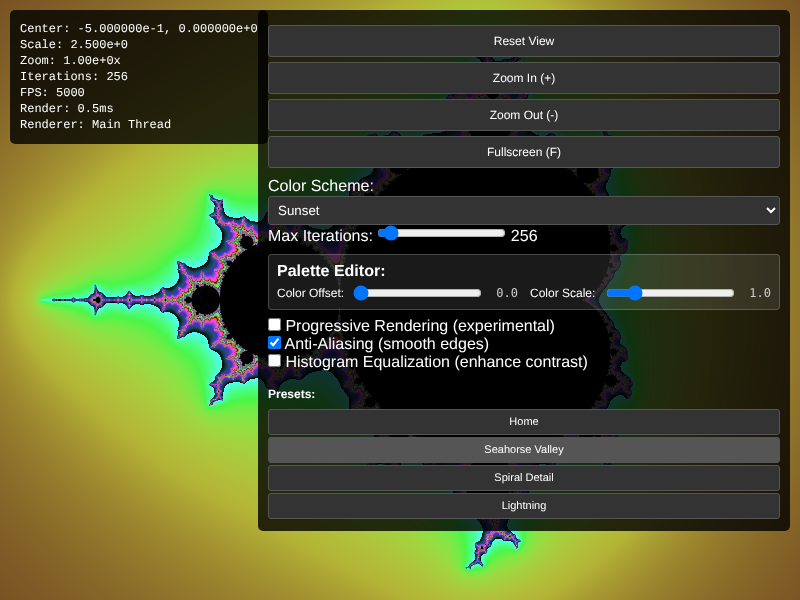 Center: -5.000000e-1, 0.000000e+0
Scale: 2.500e+0
Zoom: 1.00e+0x
Iterations: 256
FPS: 5000
Render: 0.5ms
Renderer: Main Thread
Reset View
Zoom In (+)
Zoom Out (-)
Fullscreen (F)
Color Scheme:
Sunset
Max Iterations: 256
Palette Editor:
Color Offset: 0.0 Color Scale: 1.0
Progressive Rendering (experimental)
Anti-Aliasing (smooth edges)
Histogram Equalization (enhance contrast)
Presets:
Home
Seahorse Valley
Spiral Detail
Lightning